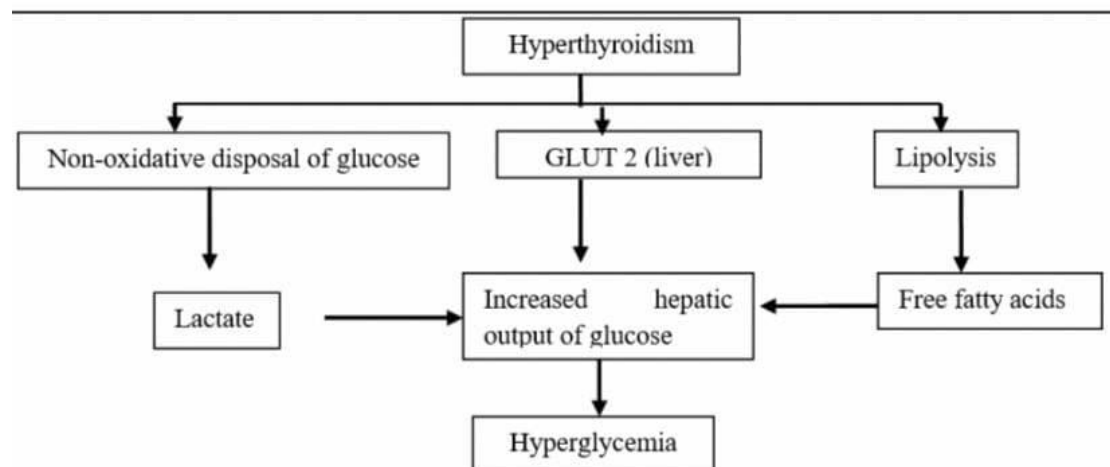 Hyperthyroidism
Non-oxidative disposal of glucose
GLUT 2 (liver)
Lipolysis
Lactate
Increased hepatic
output of glucose
Free fatty acids
Hyperglycemia